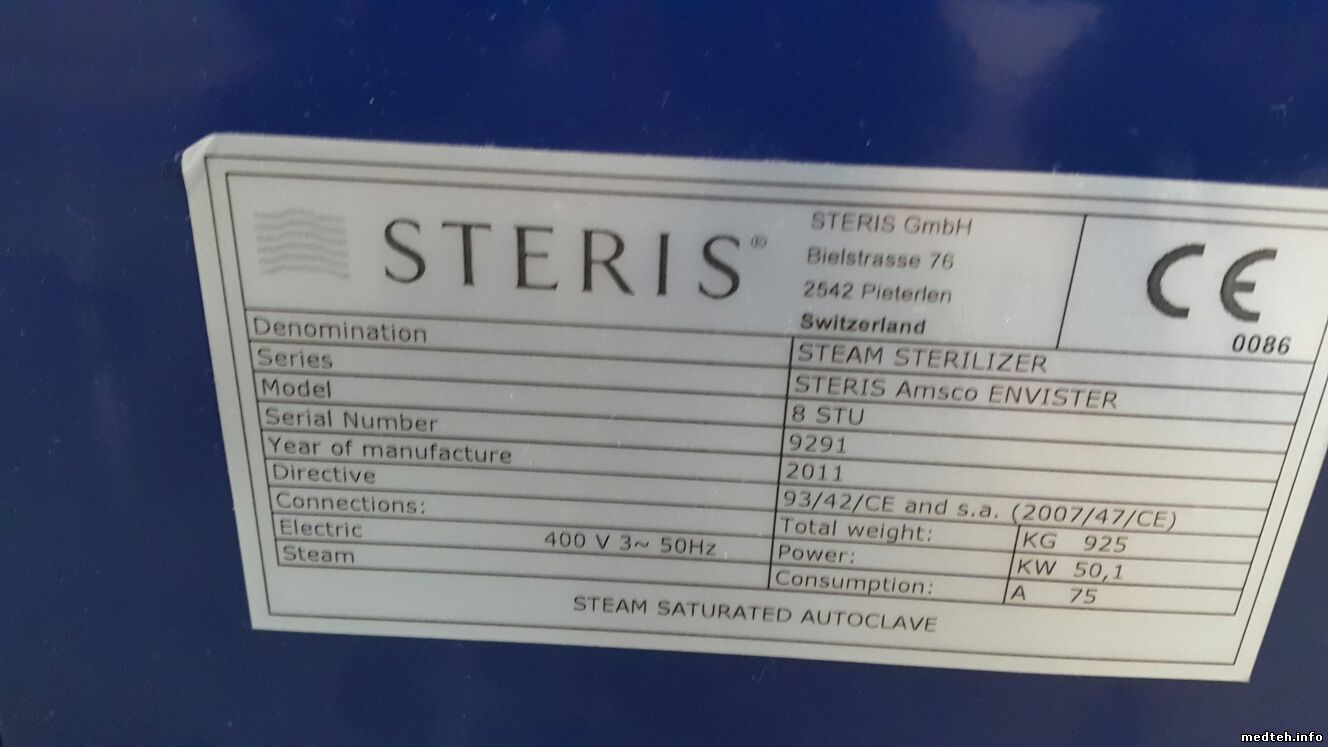 STERIS®
STERIS GmbH
Bielstrasse 76
2542 Pieterlen
Switzerland
CE
0086
Denomination STEAM STERILIZER
Series STERIS Amsco ENVISTER
Model 8 STU
Serial Number 9291
Year of manufacture 2011
Directive 93/42/CE and s.a. (2007/47/CE)
Connections: Total weight: KG 925
Electric 400 V 3~ 50Hz Power: KW 50,1
Steam Consumption: A 75
STEAM SATURATED AUTOCLAVE
medteh.info